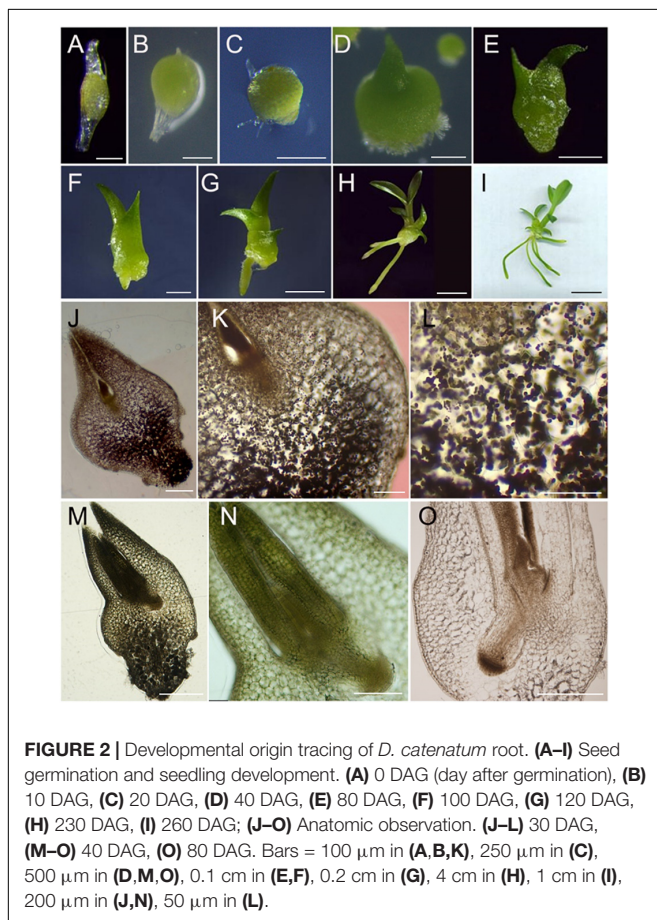 A B C D E
F G H I
J K L
M N O
FIGURE 2 | Developmental origin tracing of D. catenatum root. (A–I) Seed
germination and seedling development. (A) 0 DAG (day after germination), (B)
10 DAG, (C) 20 DAG, (D) 40 DAG, (E) 80 DAG, (F) 100 DAG, (G) 120 DAG,
(H) 230 DAG, (I) 260 DAG; (J–O) Anatomic observation. (J–L) 30 DAG,
(M–O) 40 DAG, (O) 80 DAG. Bars = 100 μm in (A,B,K), 250 μm in (C),
500 μm in (D,M,O), 0.1 cm in (E,F), 0.2 cm in (G), 4 cm in (H), 1 cm in (I),
200 μm in (J,N), 50 μm in (L).